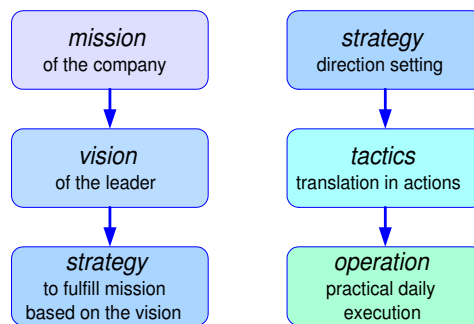 mission
of the company
vision
of the leader
strategy
to fulfill mission
based on the vision
strategy
direction setting
tactics
translation in actions
operation
practical daily
execution